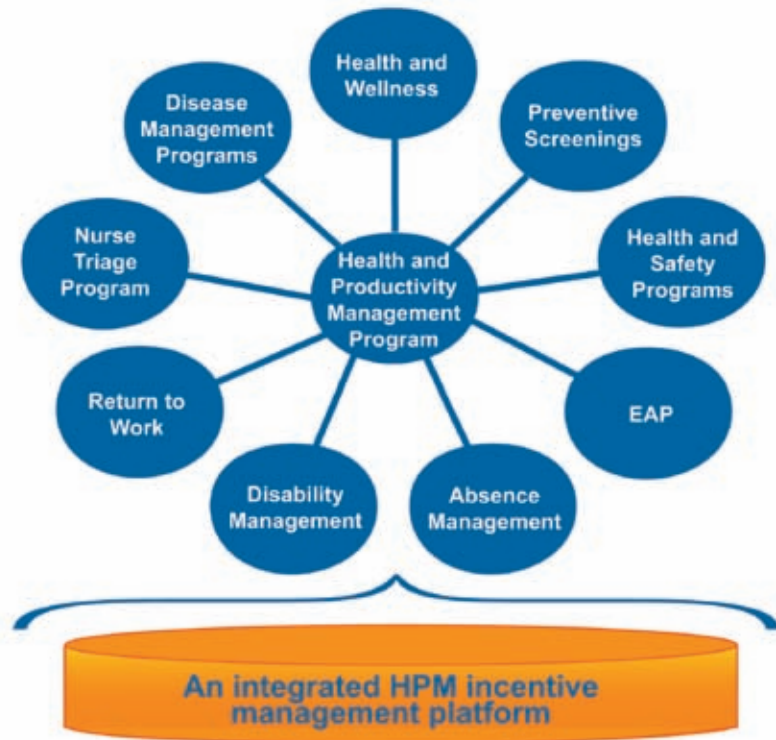 Health and
Wellness
Preventive
Screenings
Health and
Safety
Programs
EAP
Absence
Management
Disability
Management
Return to
Work
Nurse
Triage
Program
Disease
Management
Programs
Health and
Productivity
Management
Program
An integrated HPM incentive
management platform